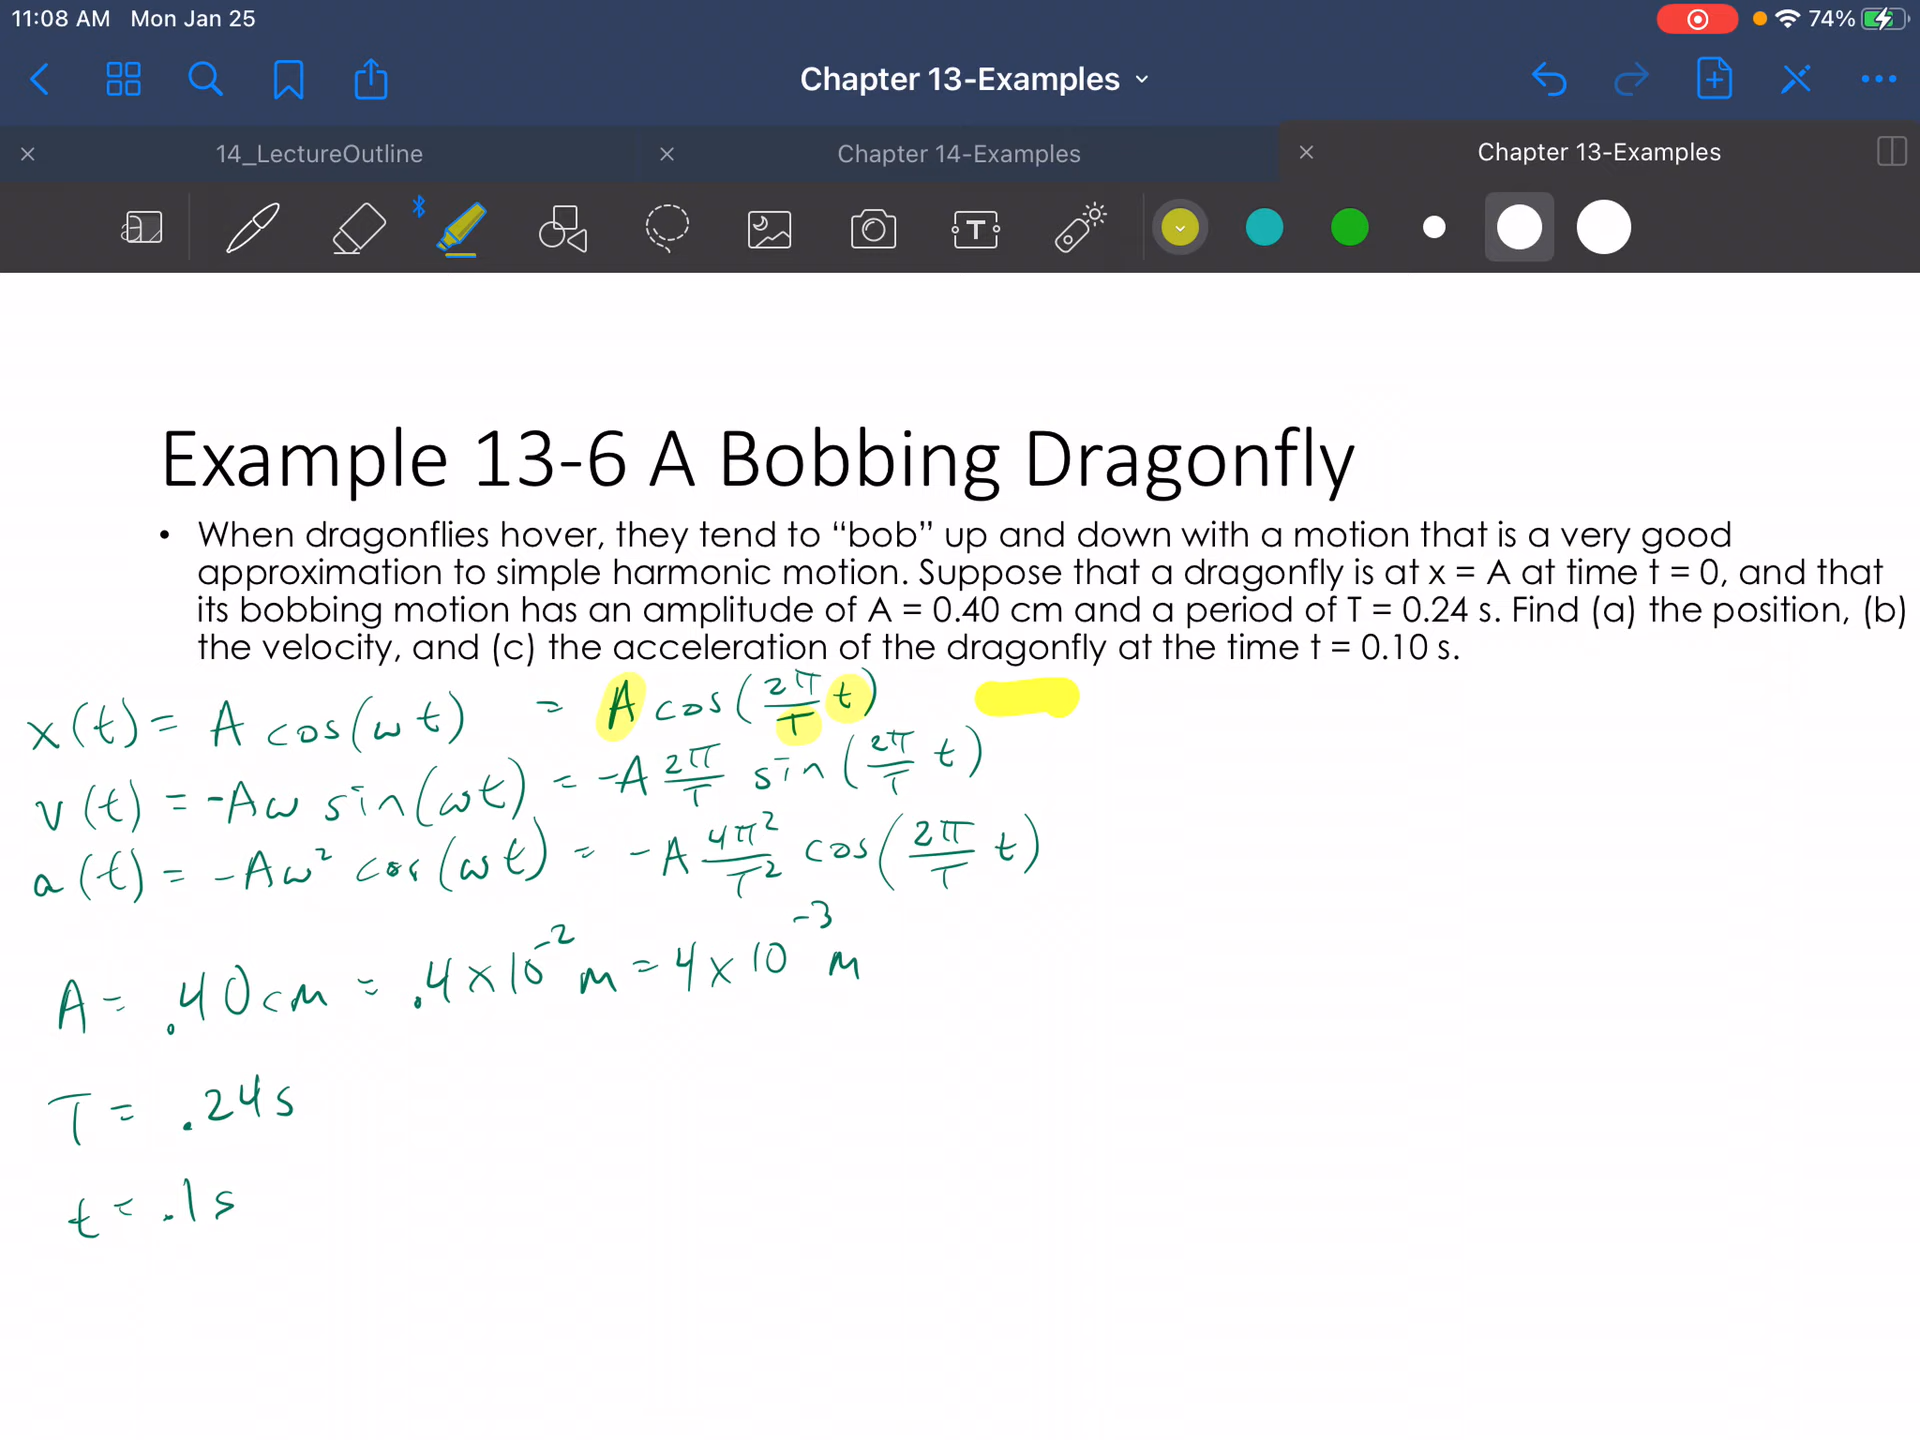 11:08 AM Mon Jan 25 74%
Chapter 13-Examples
14_LectureOutline Chapter 14-Examples Chapter 13-Examples
Example 13-6 A Bobbing Dragonfly
• When dragonflies hover, they tend to “bob” up and down with a motion that is a very good
approximation to simple harmonic motion. Suppose that a dragonfly is at x = A at time t = 0, and that
its bobbing motion has an amplitude of A = 0.40 cm and a period of T = 0.24 s. Find (a) the position, (b)
the velocity, and (c) the acceleration of the dragonfly at the time t = 0.10 s.
x(t) = A cos(ωt) = A cos(2π/T t)
v(t) = -Aω sin(ωt) = -A 2π/T sin(2π/T t)
a(t) = -Aω² cos(ωt) = -A 4π²/T² cos(2π/T t)
A = .40cm = .4×10⁻² m = 4×10⁻³ m
T = .24s
t = .1s